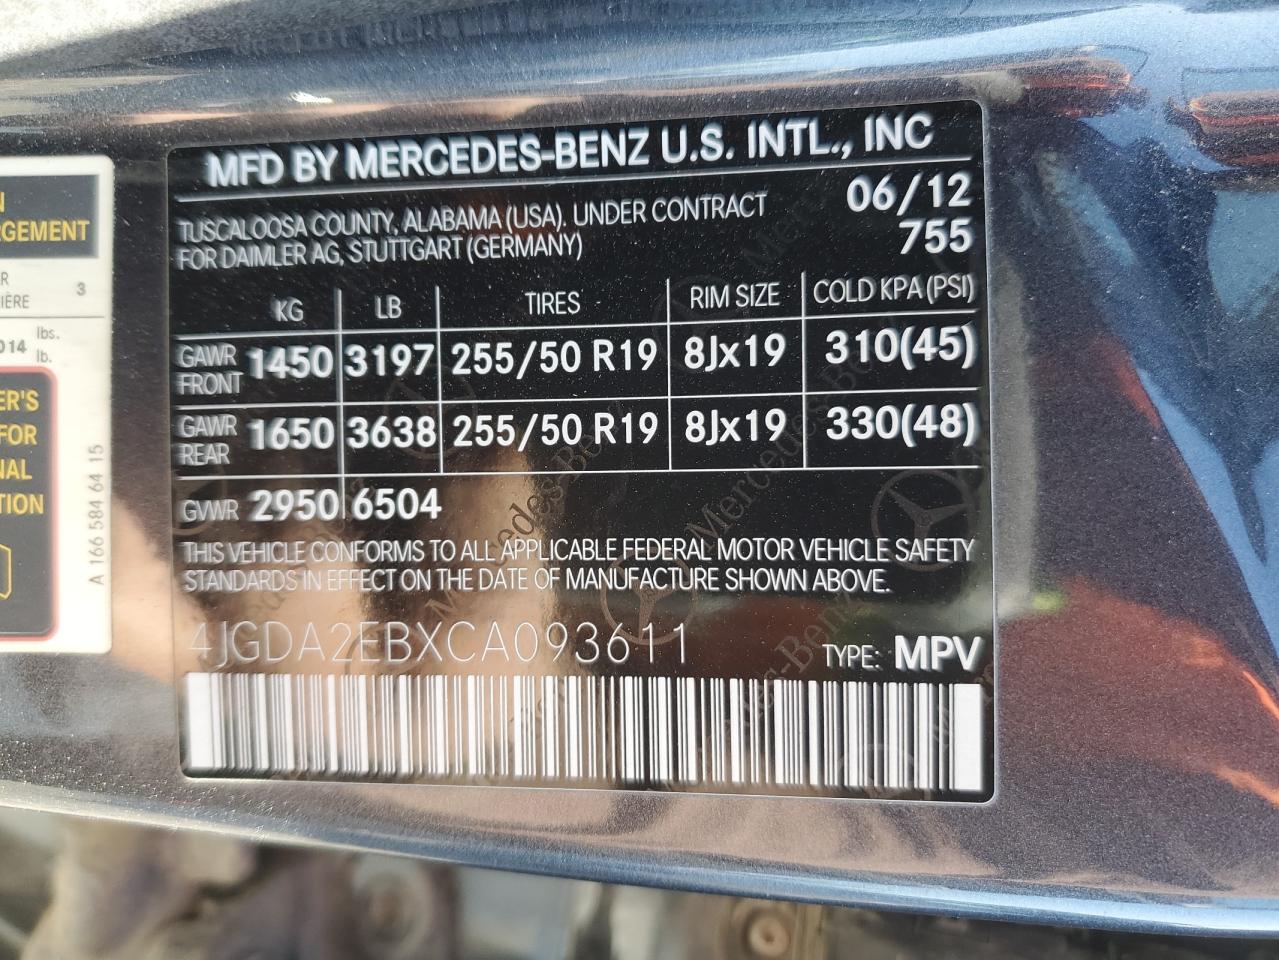 MFD BY MERCEDES-BENZ U.S. INTL., INC
TUSCALOOSA COUNTY, ALABAMA (USA). UNDER CONTRACT
FOR DAIMLER AG, STUTTGART (GERMANY)
06/12
755
KG LB TIRES RIM SIZE COLD KPA (PSI)
GAWR FRONT 1450 3197 255/50 R19 8Jx19 310(45)
GAWR REAR 1650 3638 255/50 R19 8Jx19 330(48)
GVWR 2950 6504
THIS VEHICLE CONFORMS TO ALL APPLICABLE FEDERAL MOTOR VEHICLE SAFETY
STANDARDS IN EFFECT ON THE DATE OF MANUFACTURE SHOWN ABOVE.
4JGDA2EBXCA093611 TYPE: MPV
3
lbs.
lb.
A 166 584 64 15